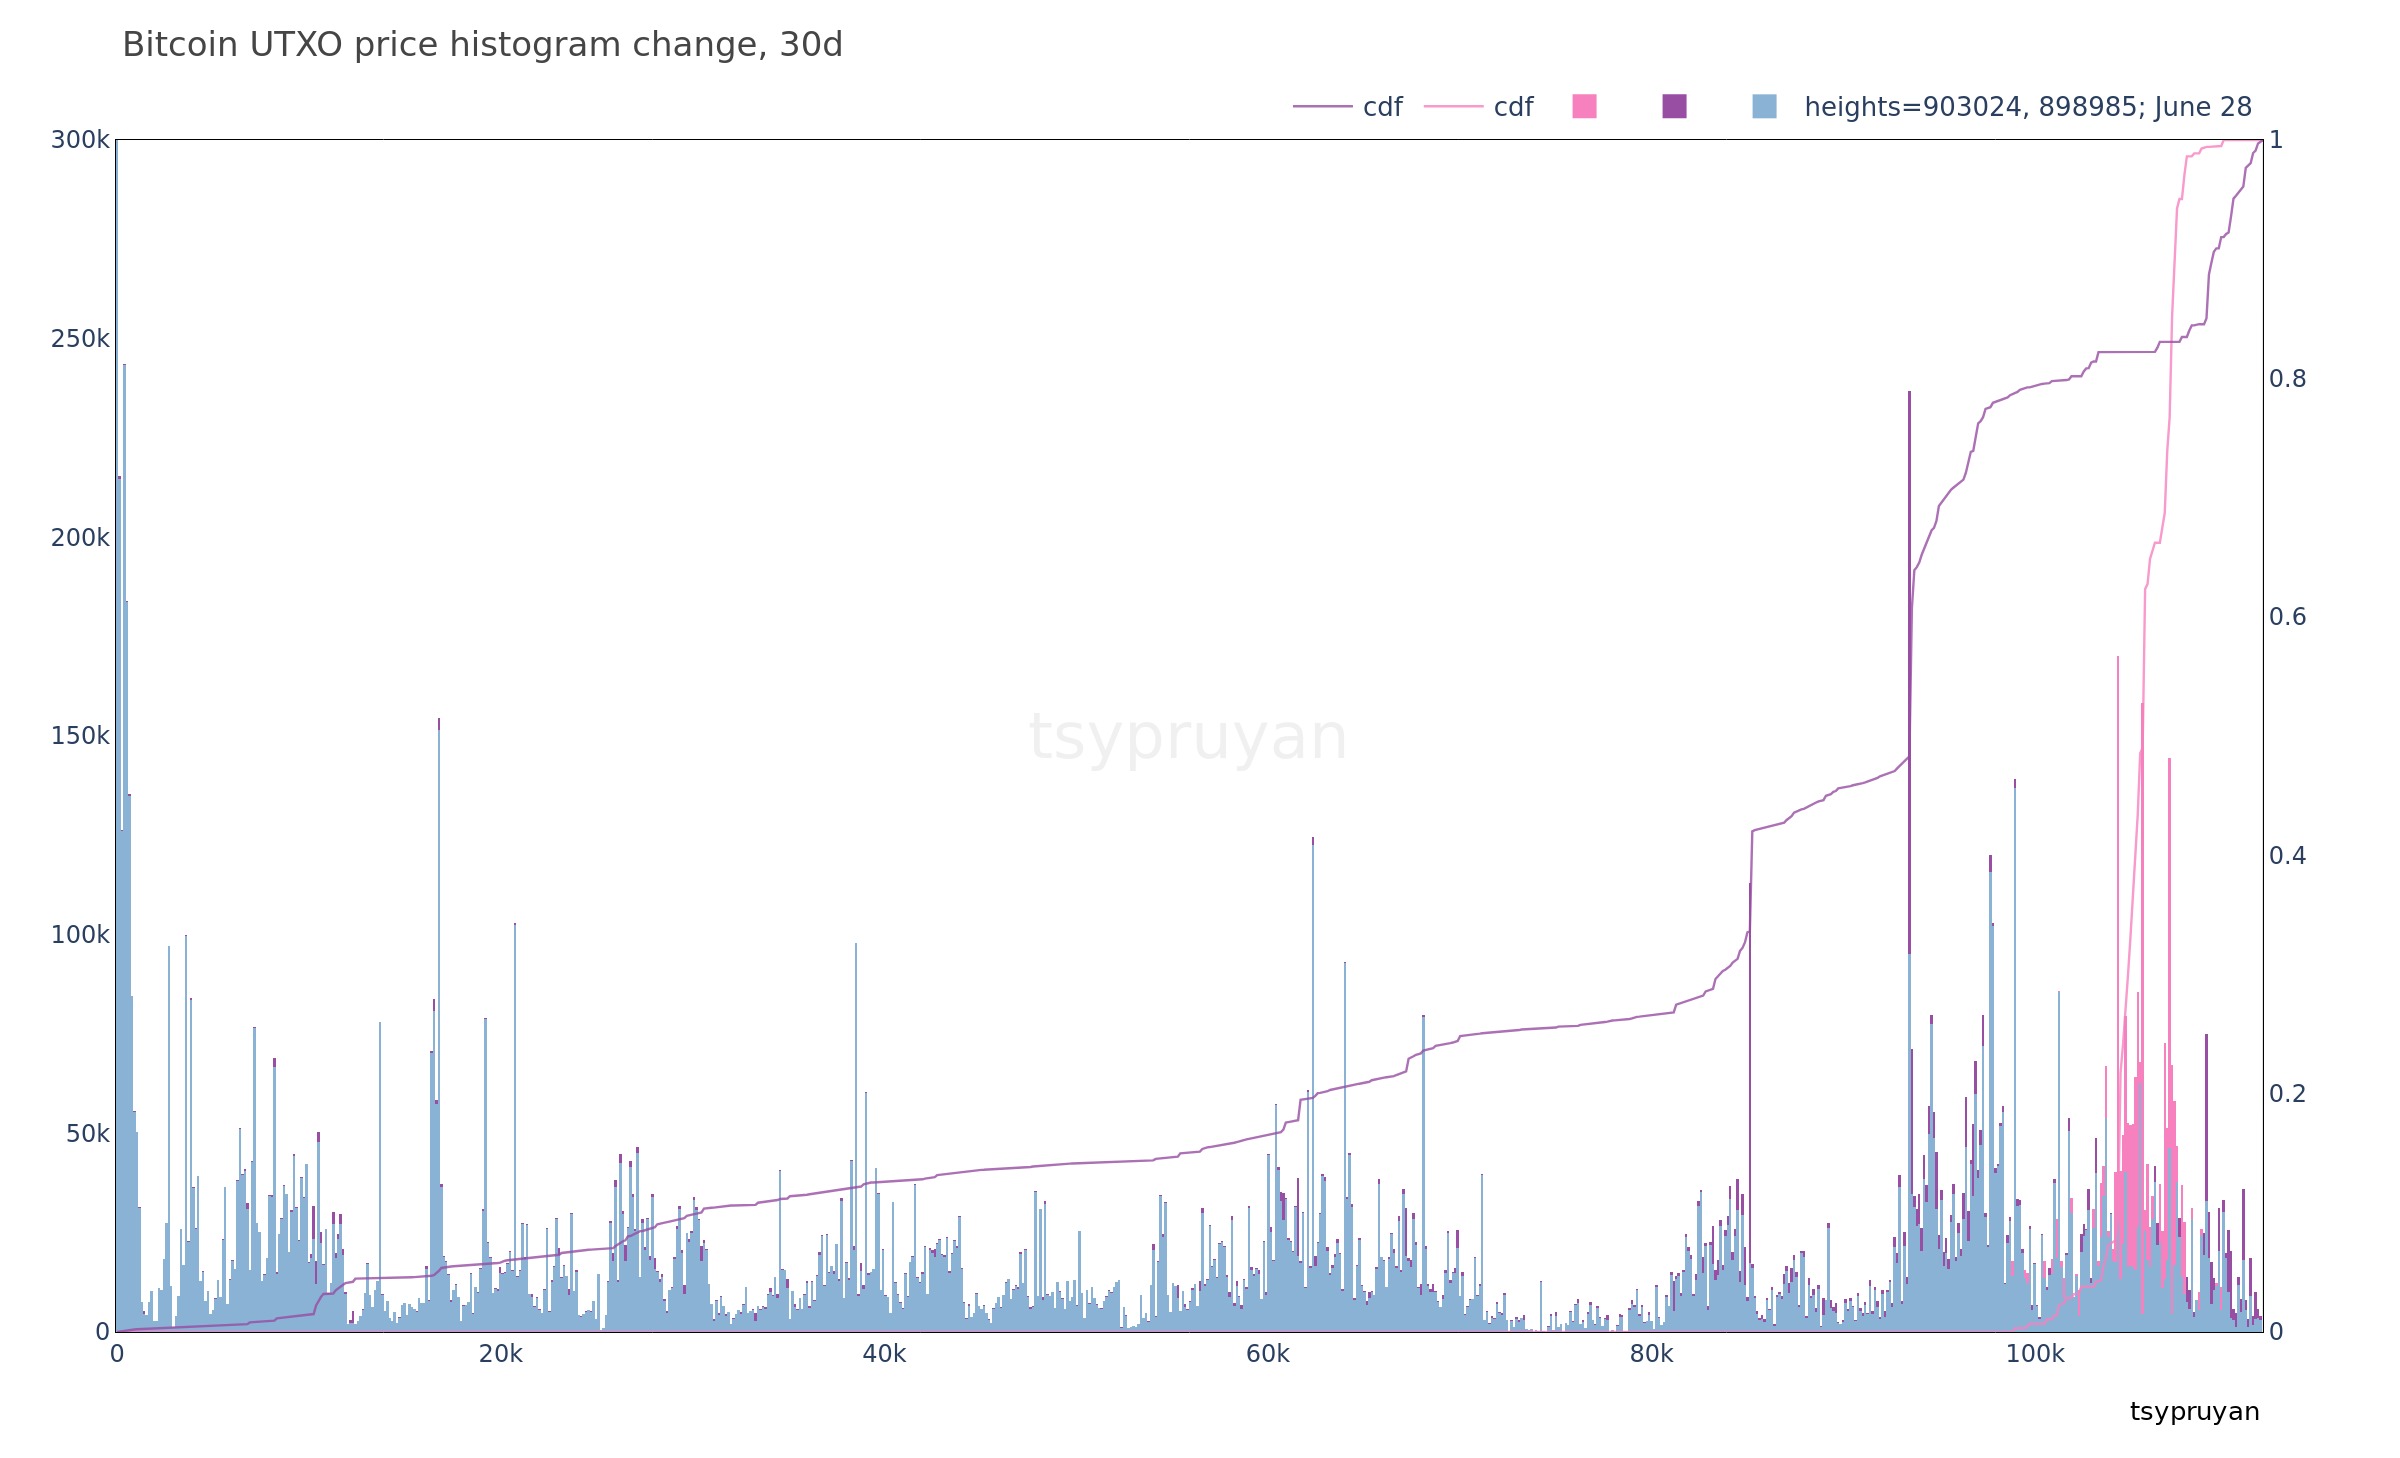 Bitcoin UTXO price histogram change, 30d
cdf cdf heights=903024, 898985; June 28
300k 1
250k
0.8
200k
0.6
150k
tsypruyan
0.4
100k
0.2
50k
0 0
0 20k 40k 60k 80k 100k
tsypruyan